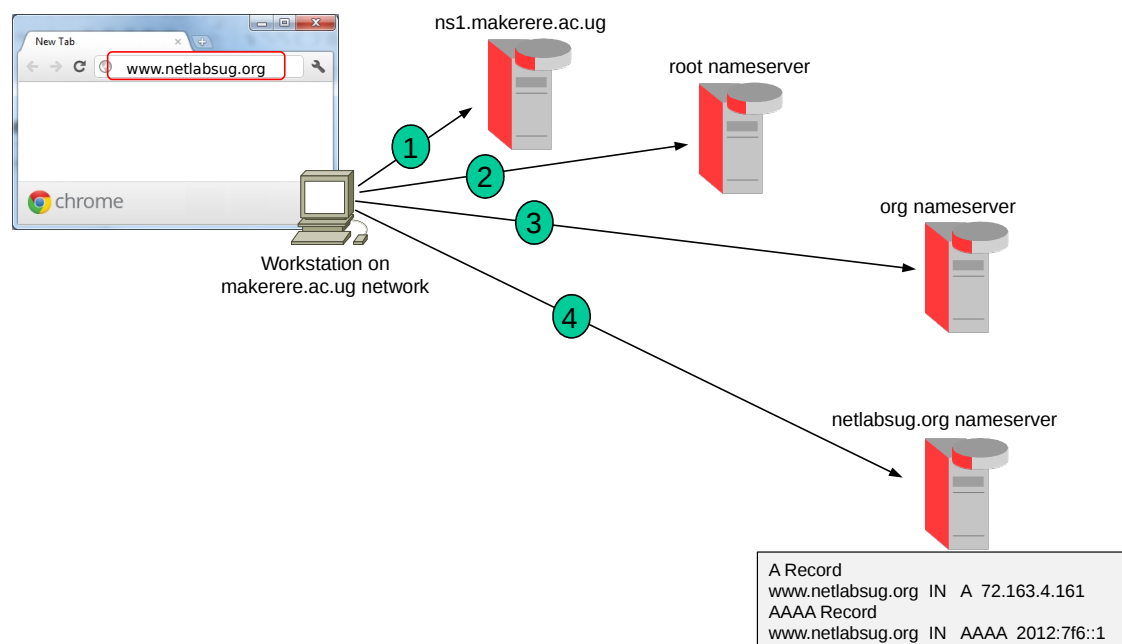 ns1.makerere.ac.ug
New Tab
www.netlabsug.org
root nameserver
1
2
chrome
org nameserver
3
Workstation on
makerere.ac.ug network
4
netlabsug.org nameserver
A Record
www.netlabsug.org IN A 72.163.4.161
AAAA Record
www.netlabsug.org IN AAAA 2012:7f6::1